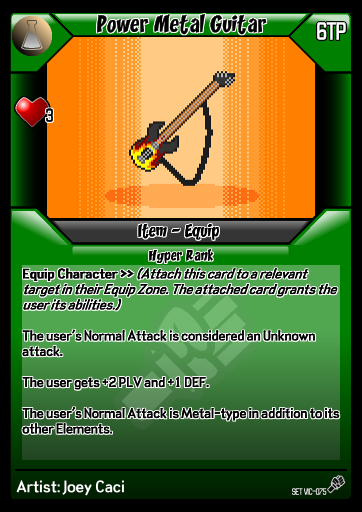 Power Metal Guitar
6TP
3
Item - Equip
Hyper Rank
Equip Character >> (Attach this card to a relevant
target in their Equip Zone. The attached card grants the
user its abilities.)
The user's Normal Attack is considered an Unknown
attack.
The user gets +2 PLV and +1 DEF.
The user's Normal Attack is Metal-type in addition to its
other Elements.
Artist: Joey Caci
SET VIC-075